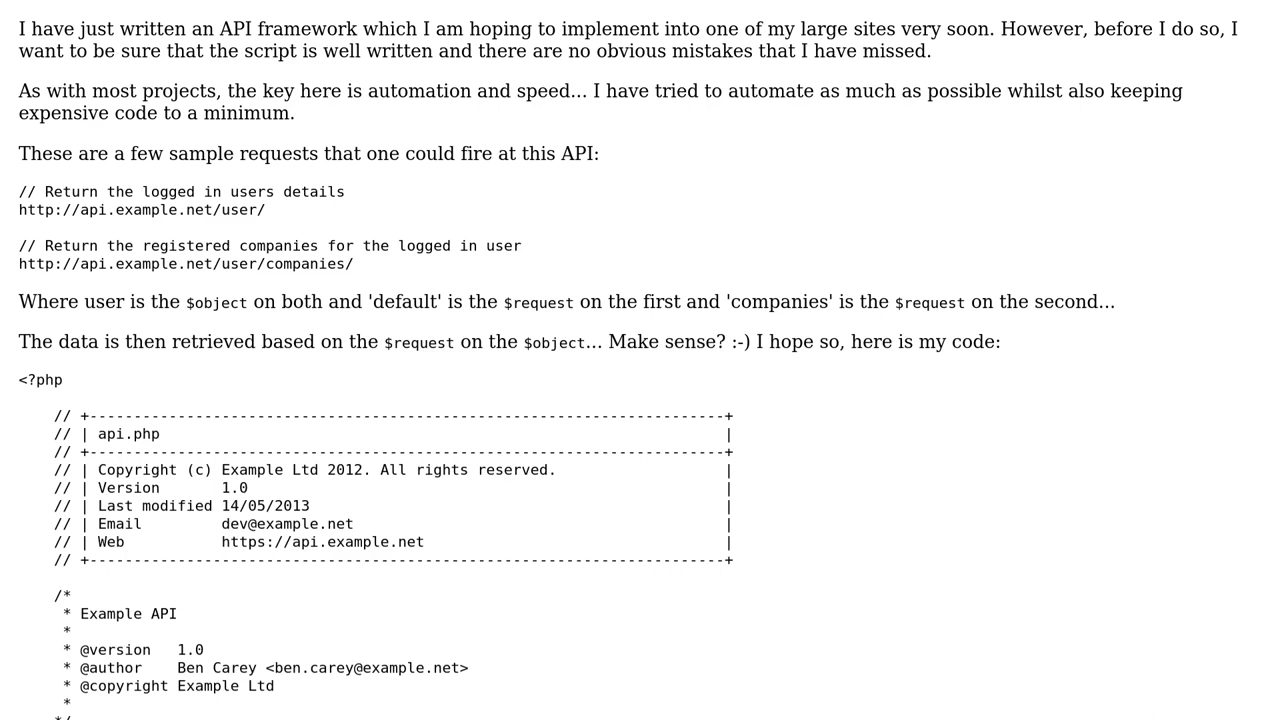 I have just written an API framework which I am hoping to implement into one of my large sites very soon. However, before I do so, I
want to be sure that the script is well written and there are no obvious mistakes that I have missed.
As with most projects, the key here is automation and speed... I have tried to automate as much as possible whilst also keeping
expensive code to a minimum.
These are a few sample requests that one could fire at this API:
// Return the logged in users details
http://api.example.net/user/
// Return the registered companies for the logged in user
http://api.example.net/user/companies/
Where user is the $object on both and 'default' is the $request on the first and 'companies' is the $request on the second...
The data is then retrieved based on the $request on the $object... Make sense? :-) I hope so, here is my code:
<?php
// +------------------------------------------------------------------------+
// | api.php |
// +------------------------------------------------------------------------+
// | Copyright (c) Example Ltd 2012. All rights reserved. |
// | Version 1.0 |
// | Last modified 14/05/2013 |
// | Email dev@example.net |
// | Web https://api.example.net |
// +------------------------------------------------------------------------+
/*
* Example API
*
* @version 1.0
* @author Ben Carey <ben.carey@example.net>
* @copyright Example Ltd
*
*/